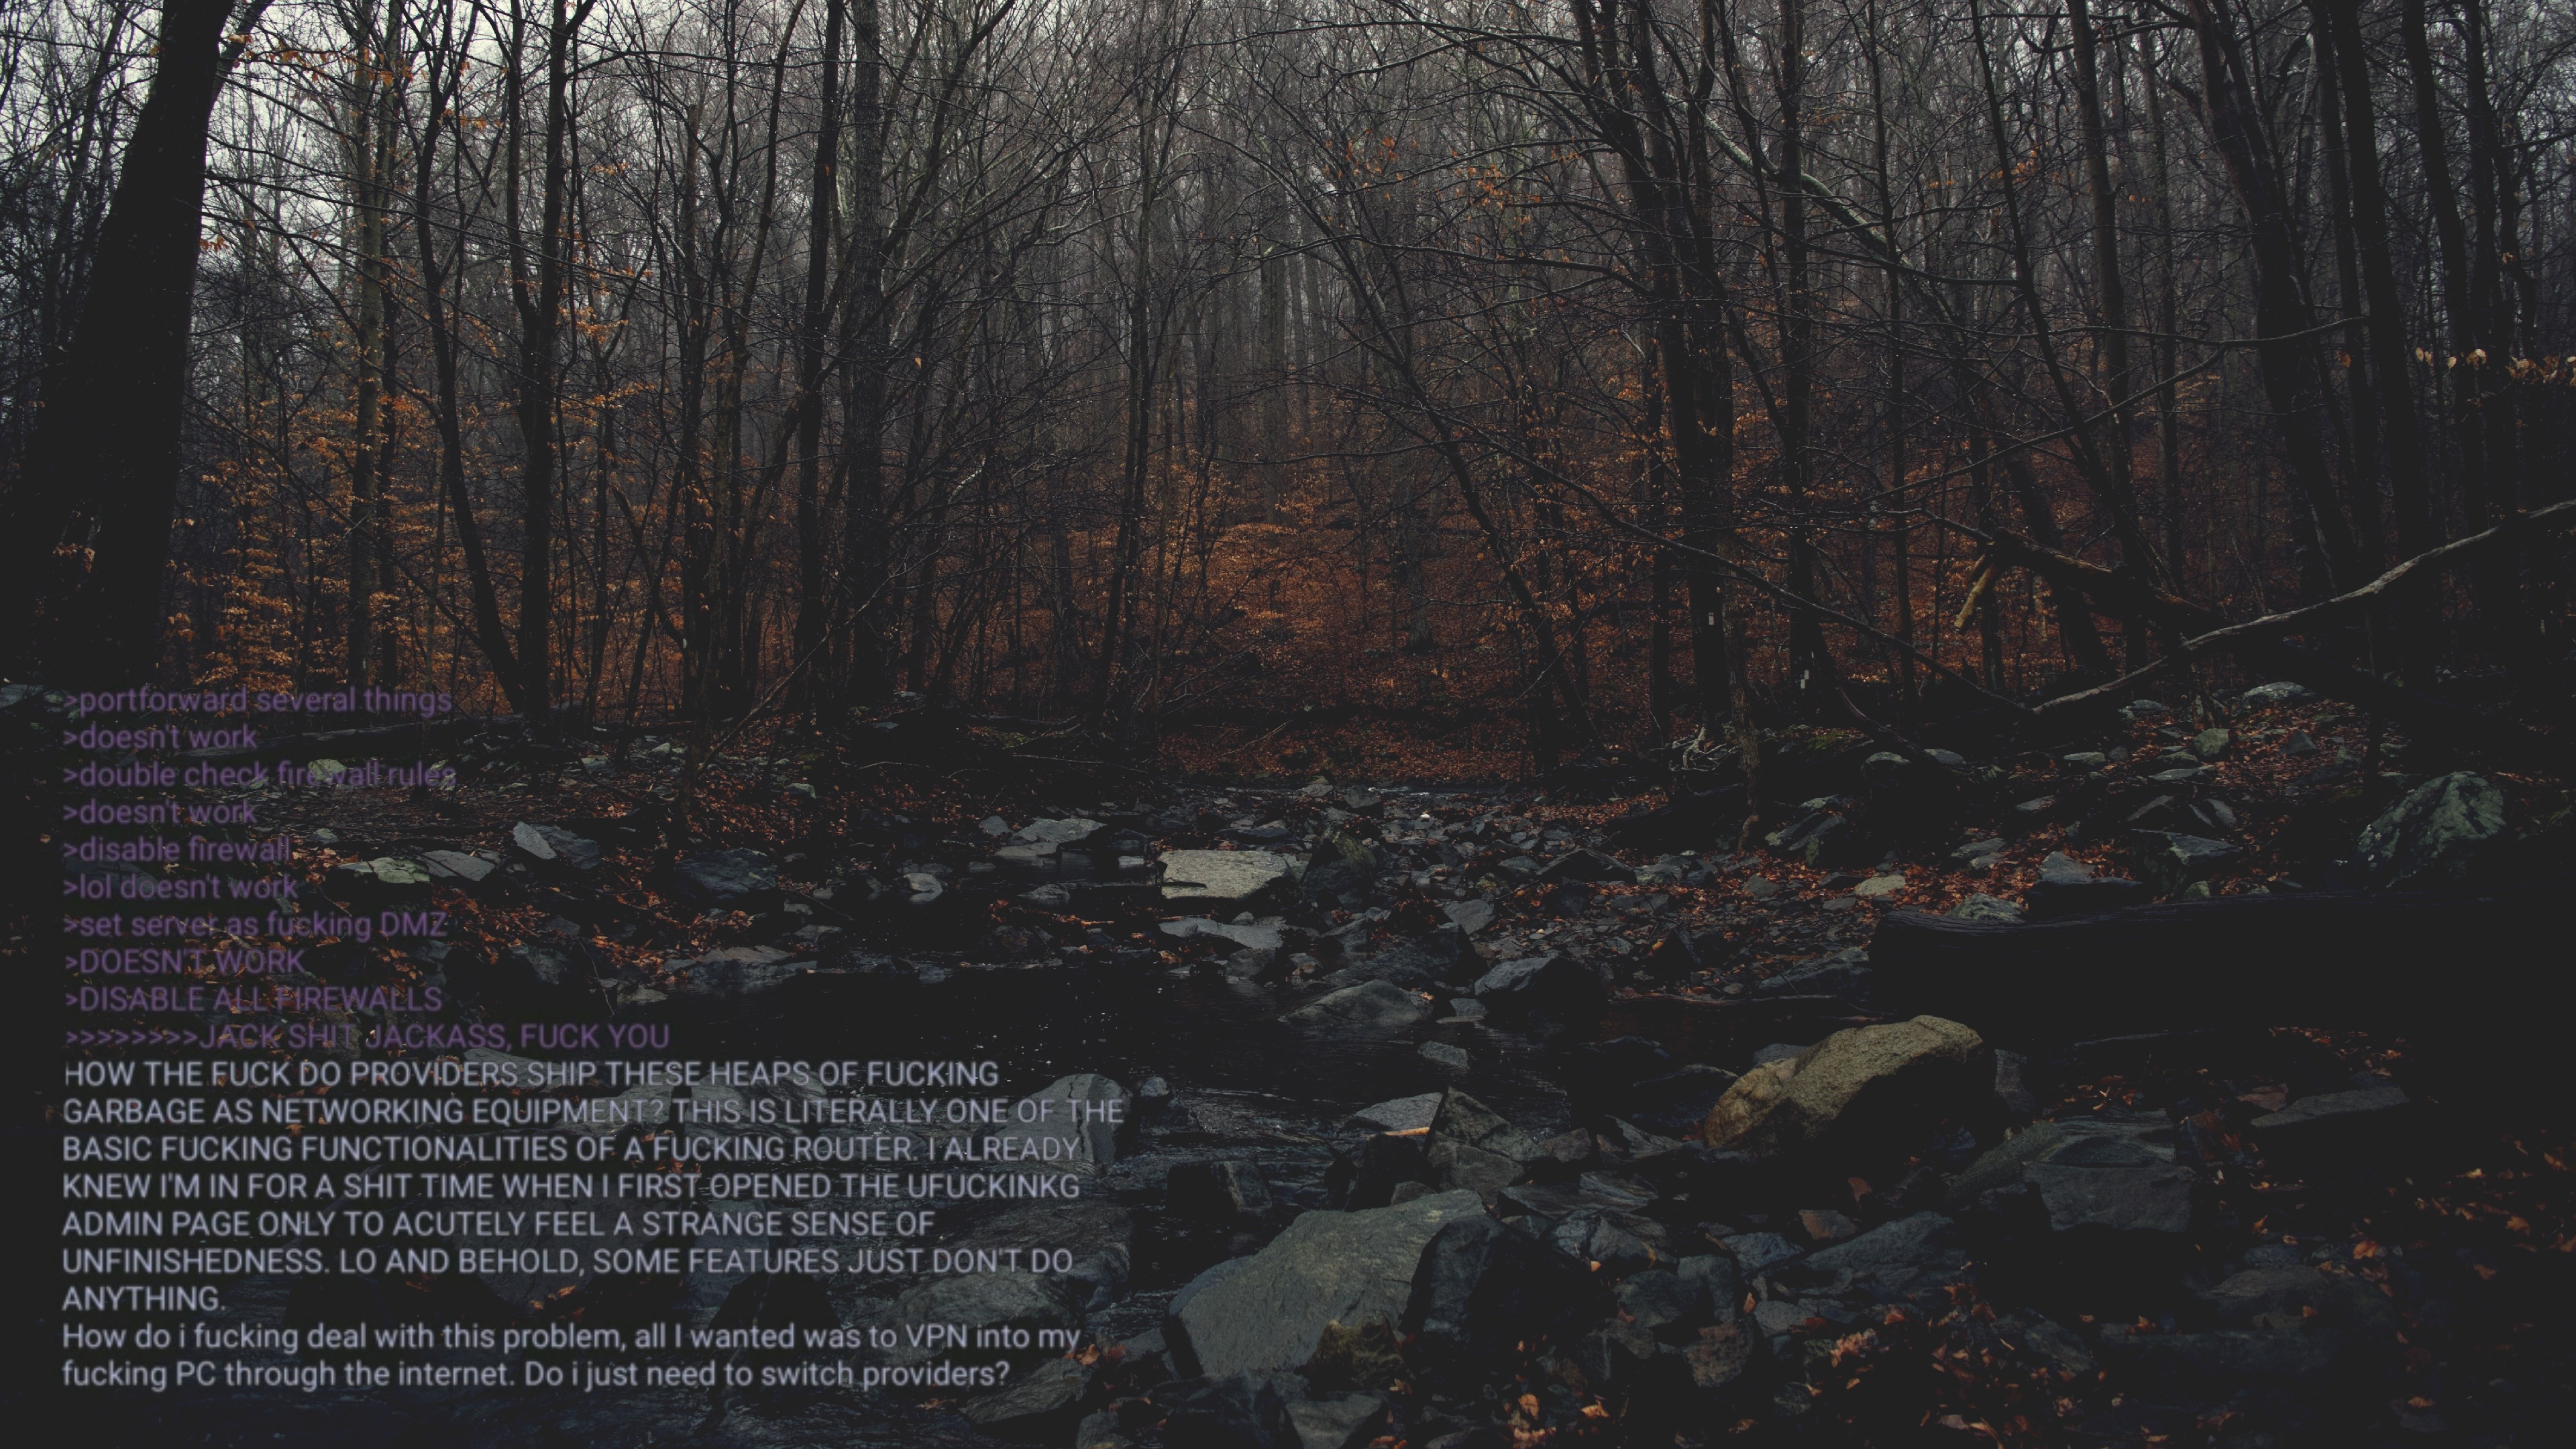 >portforward several things
>doesn't work
>double check firewall rules
>doesn't work
>disable firewall
>lol doesn't work
>set server as fucking DMZ
>DOESN'T WORK
>DISABLE ALL FIREWALLS
>>>>>>>>JACK SHIT JACKASS, FUCK YOU
HOW THE FUCK DO PROVIDERS SHIP THESE HEAPS OF FUCKING
GARBAGE AS NETWORKING EQUIPMENT? THIS IS LITERALLY ONE OF THE
BASIC FUCKING FUNCTIONALITIES OF A FUCKING ROUTER. I ALREADY
KNEW I'M IN FOR A SHIT TIME WHEN I FIRST OPENED THE UFUCKINKG
ADMIN PAGE ONLY TO ACUTELY FEEL A STRANGE SENSE OF
UNFINISHEDNESS. LO AND BEHOLD, SOME FEATURES JUST DON'T DO
ANYTHING.
How do i fucking deal with this problem, all I wanted was to VPN into my
fucking PC through the internet. Do i just need to switch providers?